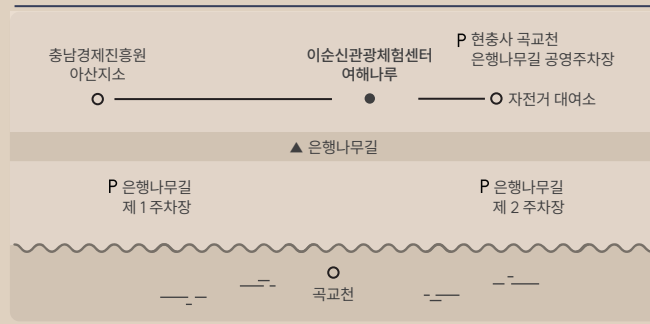 충남경제진흥원
아산지소
이순신관광체험센터
여해나루
P 현충사 곡교천
은행나무길 공영주차장
자전거 대여소
▲ 은행나무길
P 은행나무길
제 1 주차장
P 은행나무길
제 2 주차장
곡교천